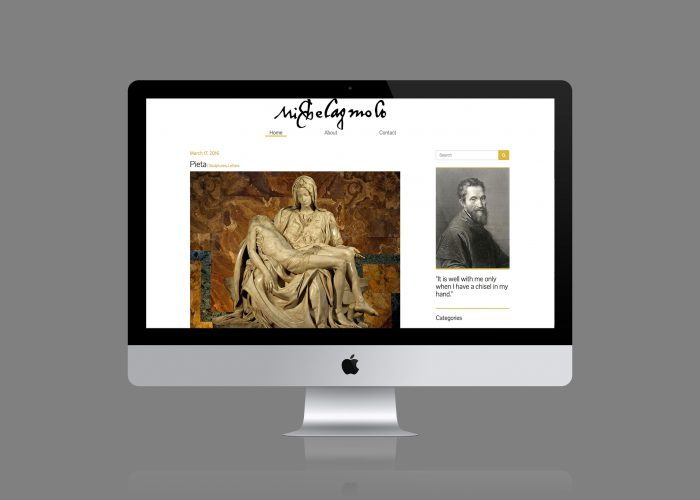 Michelagniolo
Home About Contact
March 17, 2016
Pieta | Sculptures, Letters
Search
"It is well with me only
when I have a chisel in my
hand."
Categories